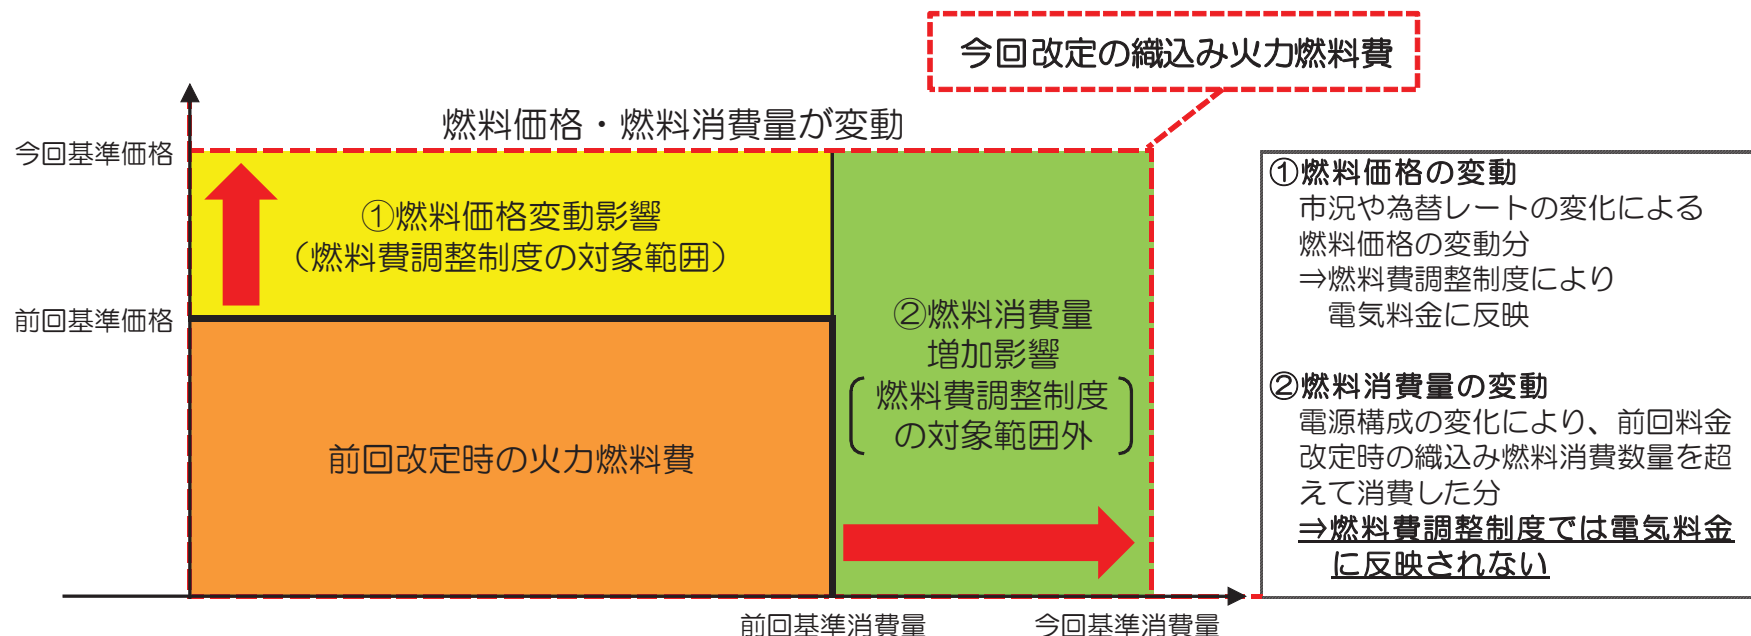 今回改定の織込み火力燃料費
燃料価格・燃料消費量が変動
今回基準価格
①燃料価格変動影響
（燃料費調整制度の対象範囲）
前回基準価格
②燃料消費量
増加影響
燃料費調整制度
の対象範囲外
前回改定時の火力燃料費
前回基準消費量
今回基準消費量
①燃料価格の変動
市況や為替レートの変化による
燃料価格の変動分
⇒燃料費調整制度により
電気料金に反映
②燃料消費量の変動
電源構成の変化により、前回料金
改定時の織込み燃料消費数量を超
えて消費した分
⇒燃料費調整制度では電気料金
に反映されない